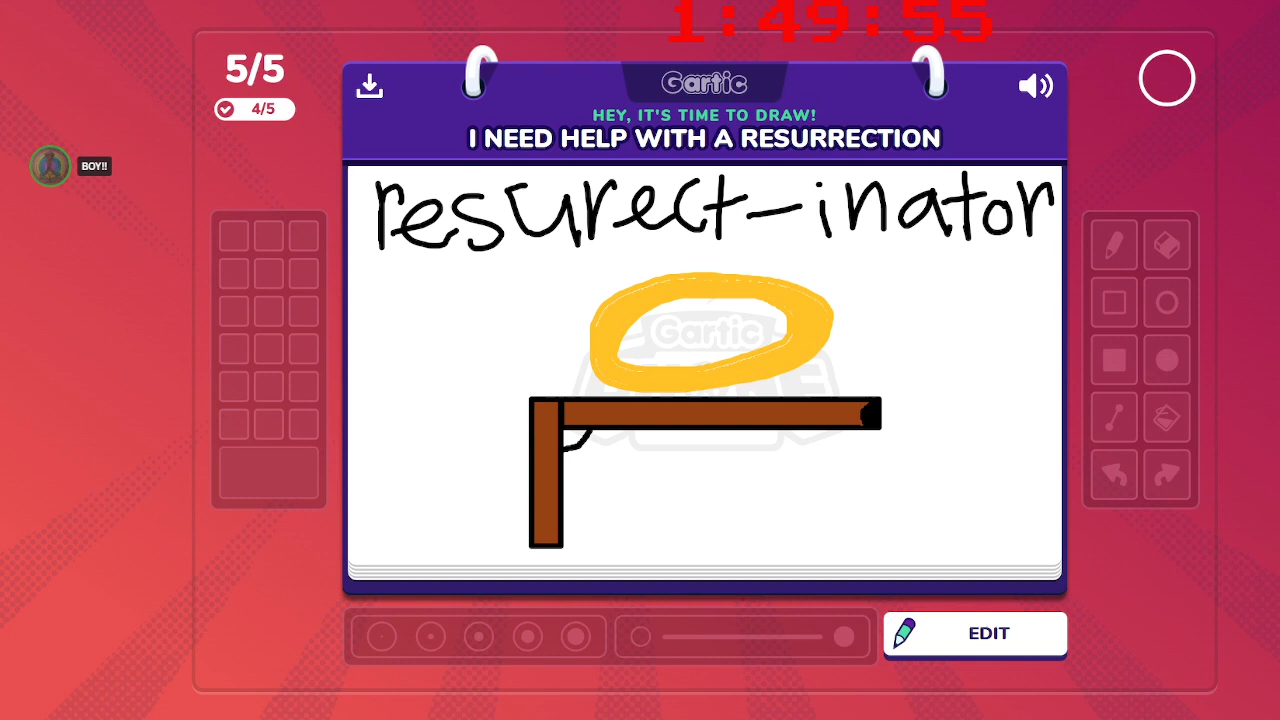 1:49:55
5/5
4/5
Gartic
HEY, IT'S TIME TO DRAW!
I NEED HELP WITH A RESURRECTION
BOY!!
resurect-inator
Gartic
EDIT